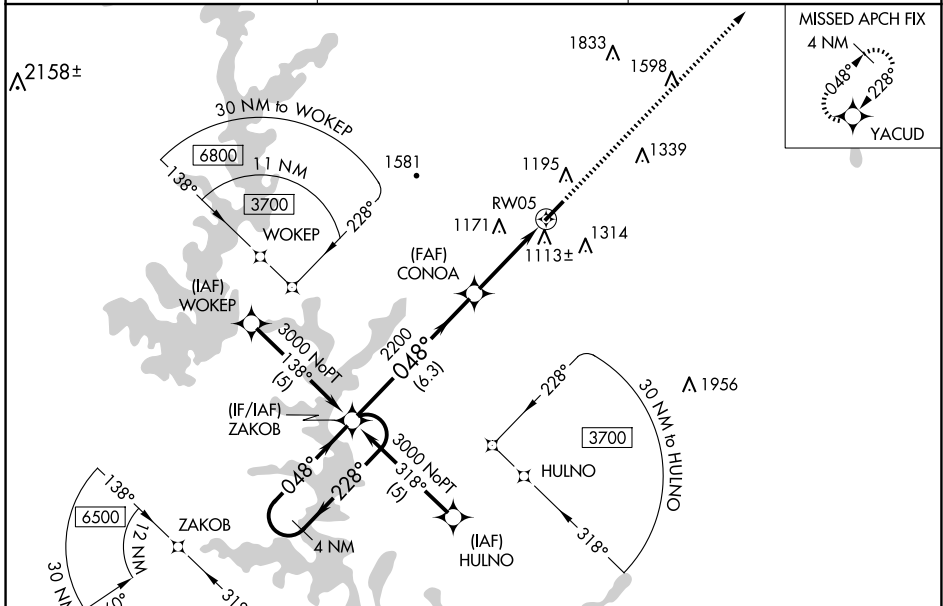 MISSED APCH FIX
4 NM
048°
228°
YACUD
2158±
1833
1598
30 NM to WOKEP
6800
11 NM
3700
138°
228°
WOKEP
1581
1339
1195
RW05
1171
1113±
1314
(FAF)
CONOA
(IAF)
WOKEP
3000 NoPT
138°
(5)
2200
048°
(6.3)
(IF/IAF)
ZAKOB
3000 NoPT
318°
(5)
(IAF)
HULNO
048°
228°
4 NM
228°
1956
30 NM to HULNO
3700
HULNO
318°
138°
6500
ZAKOB
12 NM
30 NM